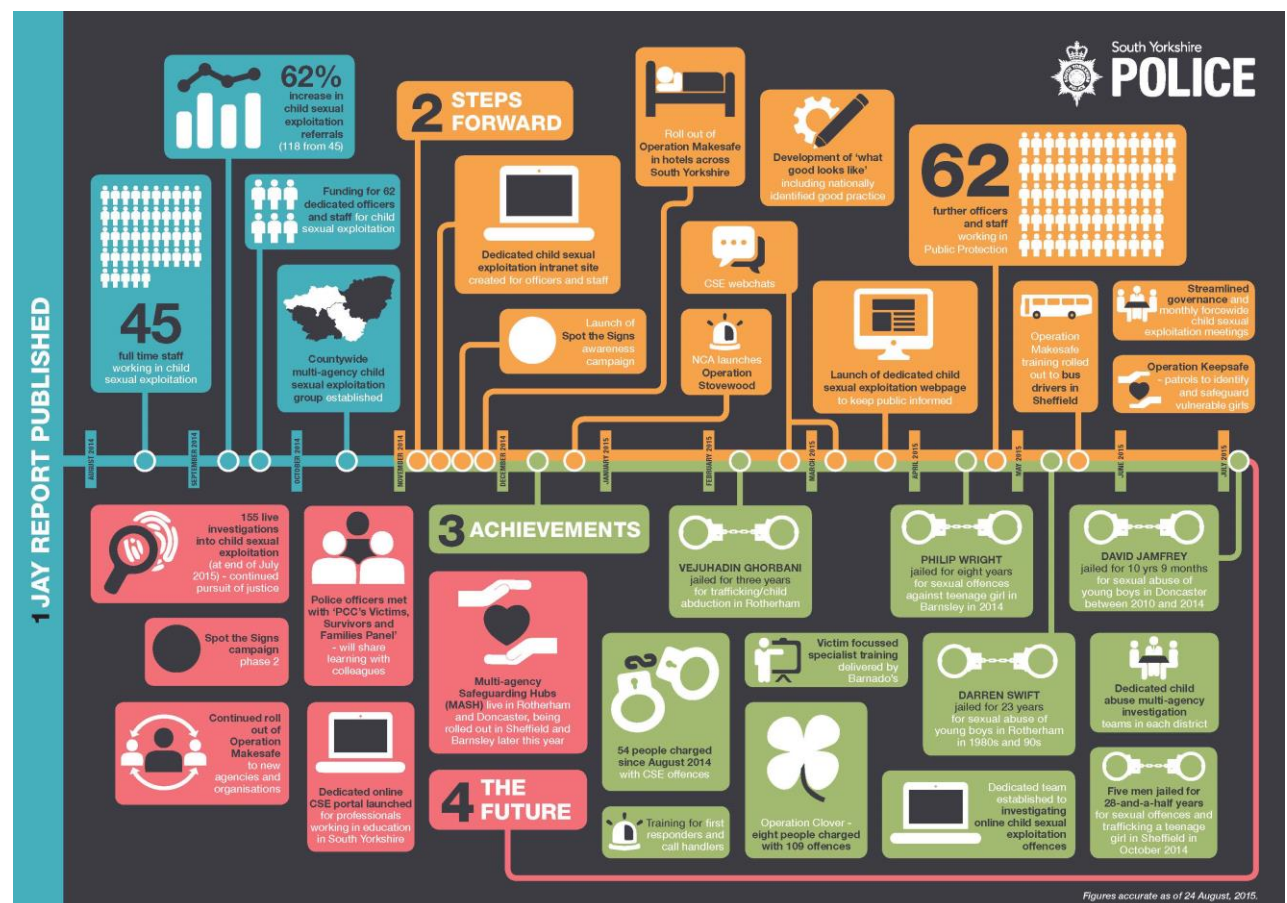 South Yorkshire
POLICE
1 JAY REPORT PUBLISHED
62%
increase in
child sexual
exploitation
referrals
(118 from 45)
45
full time staff
working in child
sexual exploitation
Funding for 62
dedicated officers
and staff for child
sexual exploitation
Countywide
multi-agency child
sexual exploitation
group established
2 STEPS
FORWARD
Dedicated child sexual
exploitation intranet site
created for officers and staff
Launch of
Spot the Signs
awareness
campaign
Roll out of
Operation Makesafe
in hotels across
South Yorkshire
NCA launches
Operation
Stovewood
CSE webchats
Development of ‘what
good looks like’
including nationally
identified good practice
Launch of dedicated child
sexual exploitation webpage
to keep public informed
62
further officers
and staff
working in
Public Protection
Operation
Makesafe
training rolled
out to bus
drivers in
Sheffield
Streamlined
governance and
monthly forcewide
child sexual
exploitation meetings
Operation Keepsafe
- patrols to identify
and safeguard
vulnerable girls
AUGUST 2014
SEPTEMBER 2014
OCTOBER 2014
NOVEMBER 2014
DECEMBER 2014
JANUARY 2015
FEBRUARY 2015
MARCH 2015
APRIL 2015
MAY 2015
JUNE 2015
JULY 2015
3 ACHIEVEMENTS
VEJUHADIN GHORBANI
jailed for three years
for trafficking/child
abduction in Rotherham
PHILIP WRIGHT
jailed for eight years
for sexual offences
against teenage girl in
Barnsley in 2014
DAVID JAMFREY
jailed for 10 yrs 9 months
for sexual abuse of
young boys in Doncaster
between 2010 and 2014
54 people charged
since August 2014
with CSE offences
Victim focussed
specialist training
delivered by
Barnado's
DARREN SWIFT
jailed for 23 years
for sexual abuse of
young boys in Rotherham
in 1980s and 90s
Dedicated child
abuse multi-agency
investigation
teams in each district
Training for first
responders and
call handlers
Operation Clover -
eight people charged
with 109 offences
Dedicated team
established to
investigating
online child sexual
exploitation
offences
Five men jailed for
28-and-a-half years
for sexual offences and
trafficking a teenage
girl in Sheffield in
October 2014
4 THE
FUTURE
155 live
investigations
into child sexual
exploitation
(at end of July
2015) - continued
pursuit of justice
Spot the Signs
campaign
phase 2
Continued roll
out of
Operation
Makesafe
to new
agencies and
organisations
Police officers met
with ‘PCC's Victims,
Survivors and
Families Panel’
- will share
learning with
colleagues
Dedicated online
CSE portal launched
for professionals
working in education
in South Yorkshire
Multi-agency
Safeguarding Hubs
(MASH) live in Rotherham
and Doncaster, being
rolled out in Sheffield and
Barnsley later this year
Figures accurate as of 24 August, 2015.